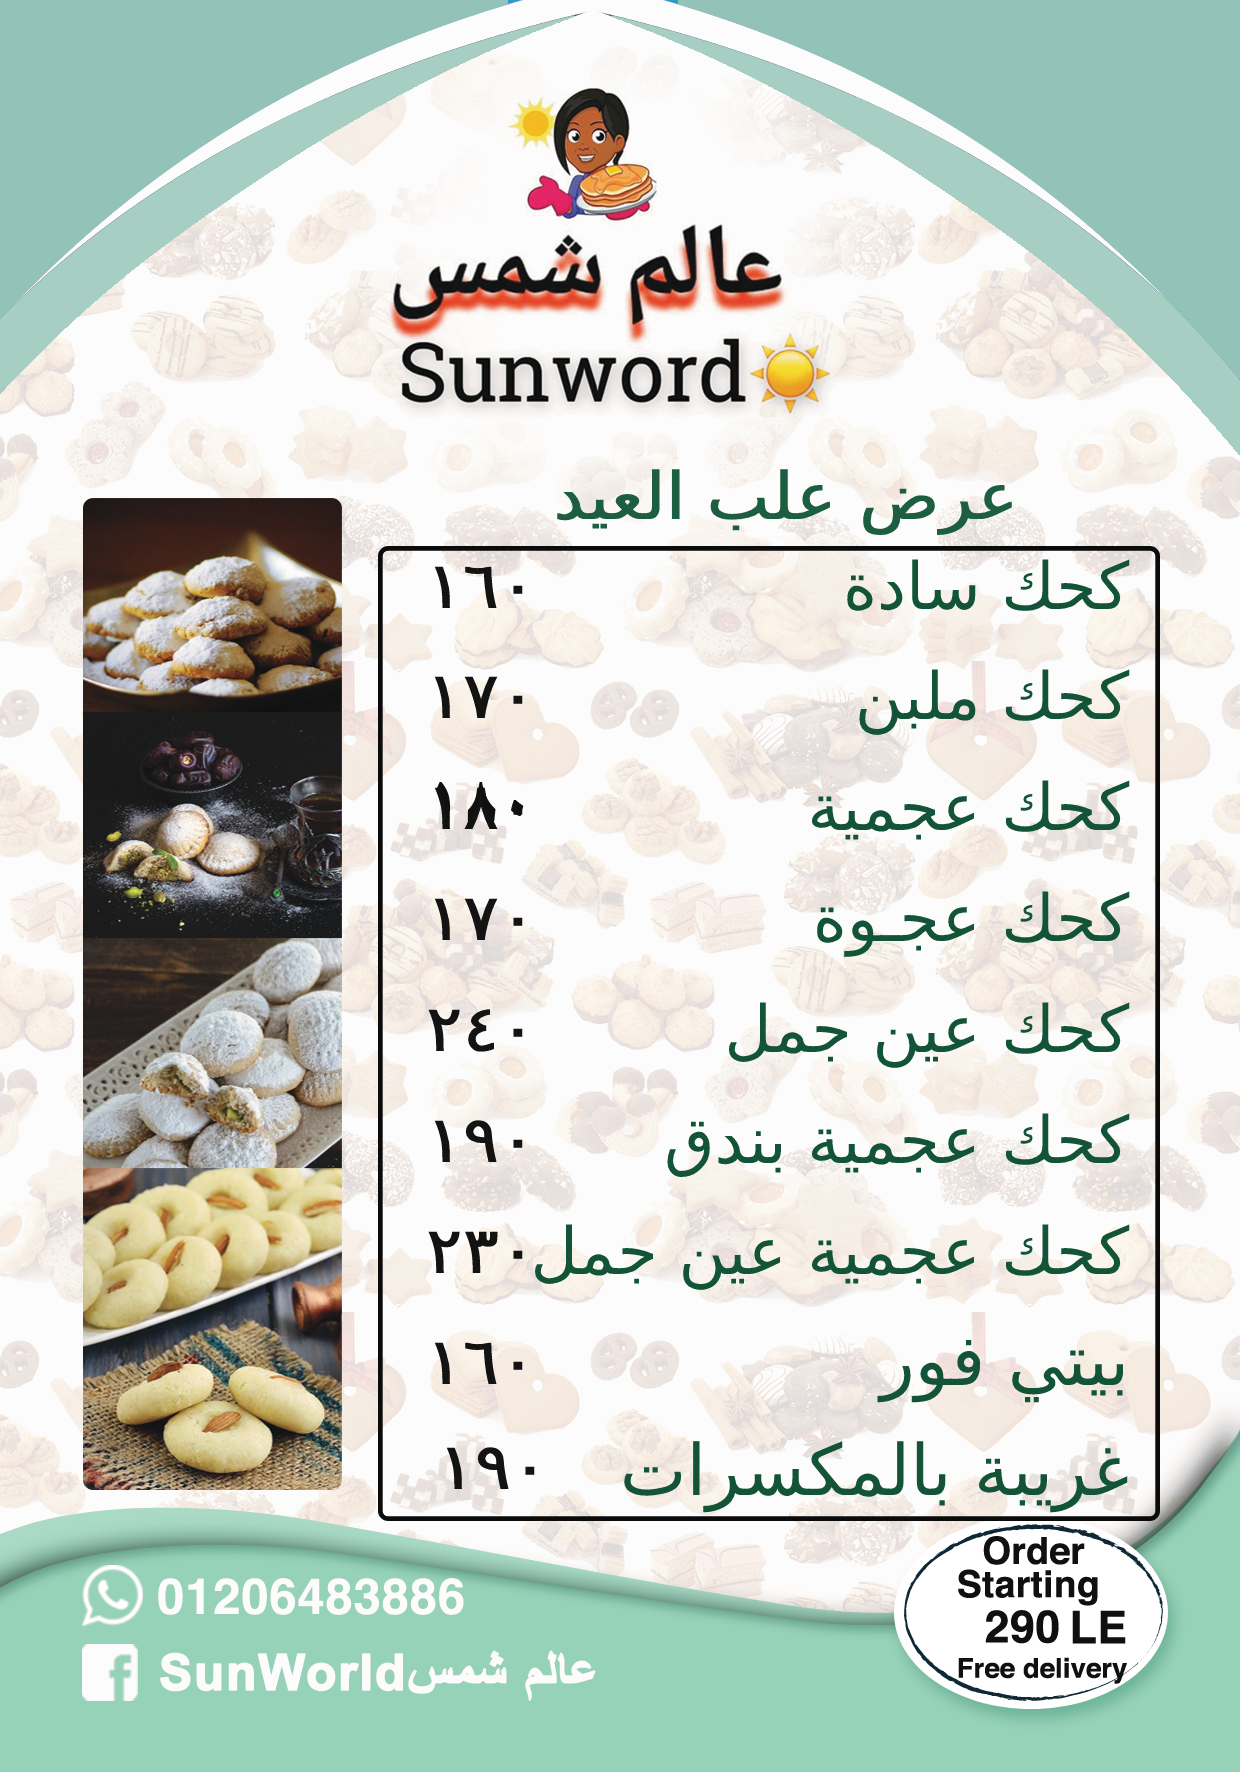 عالم شمس
Sunword
عرض علب العيد
كحك سادة ١٦٠
كحك ملبن ١٧٠
كحك عجمية ١٨٠
كحك عجـوة ١٧٠
كحك عين جمل ٢٤٠
كحك عجمية بندق ١٩٠
كحك عجمية عين جمل ٢٣٠
بيتي فور ١٦٠
غريبة بالمكسرات ١٩٠
Order
Starting
290 LE
Free delivery
01206483886
SunWorld عالم شمس